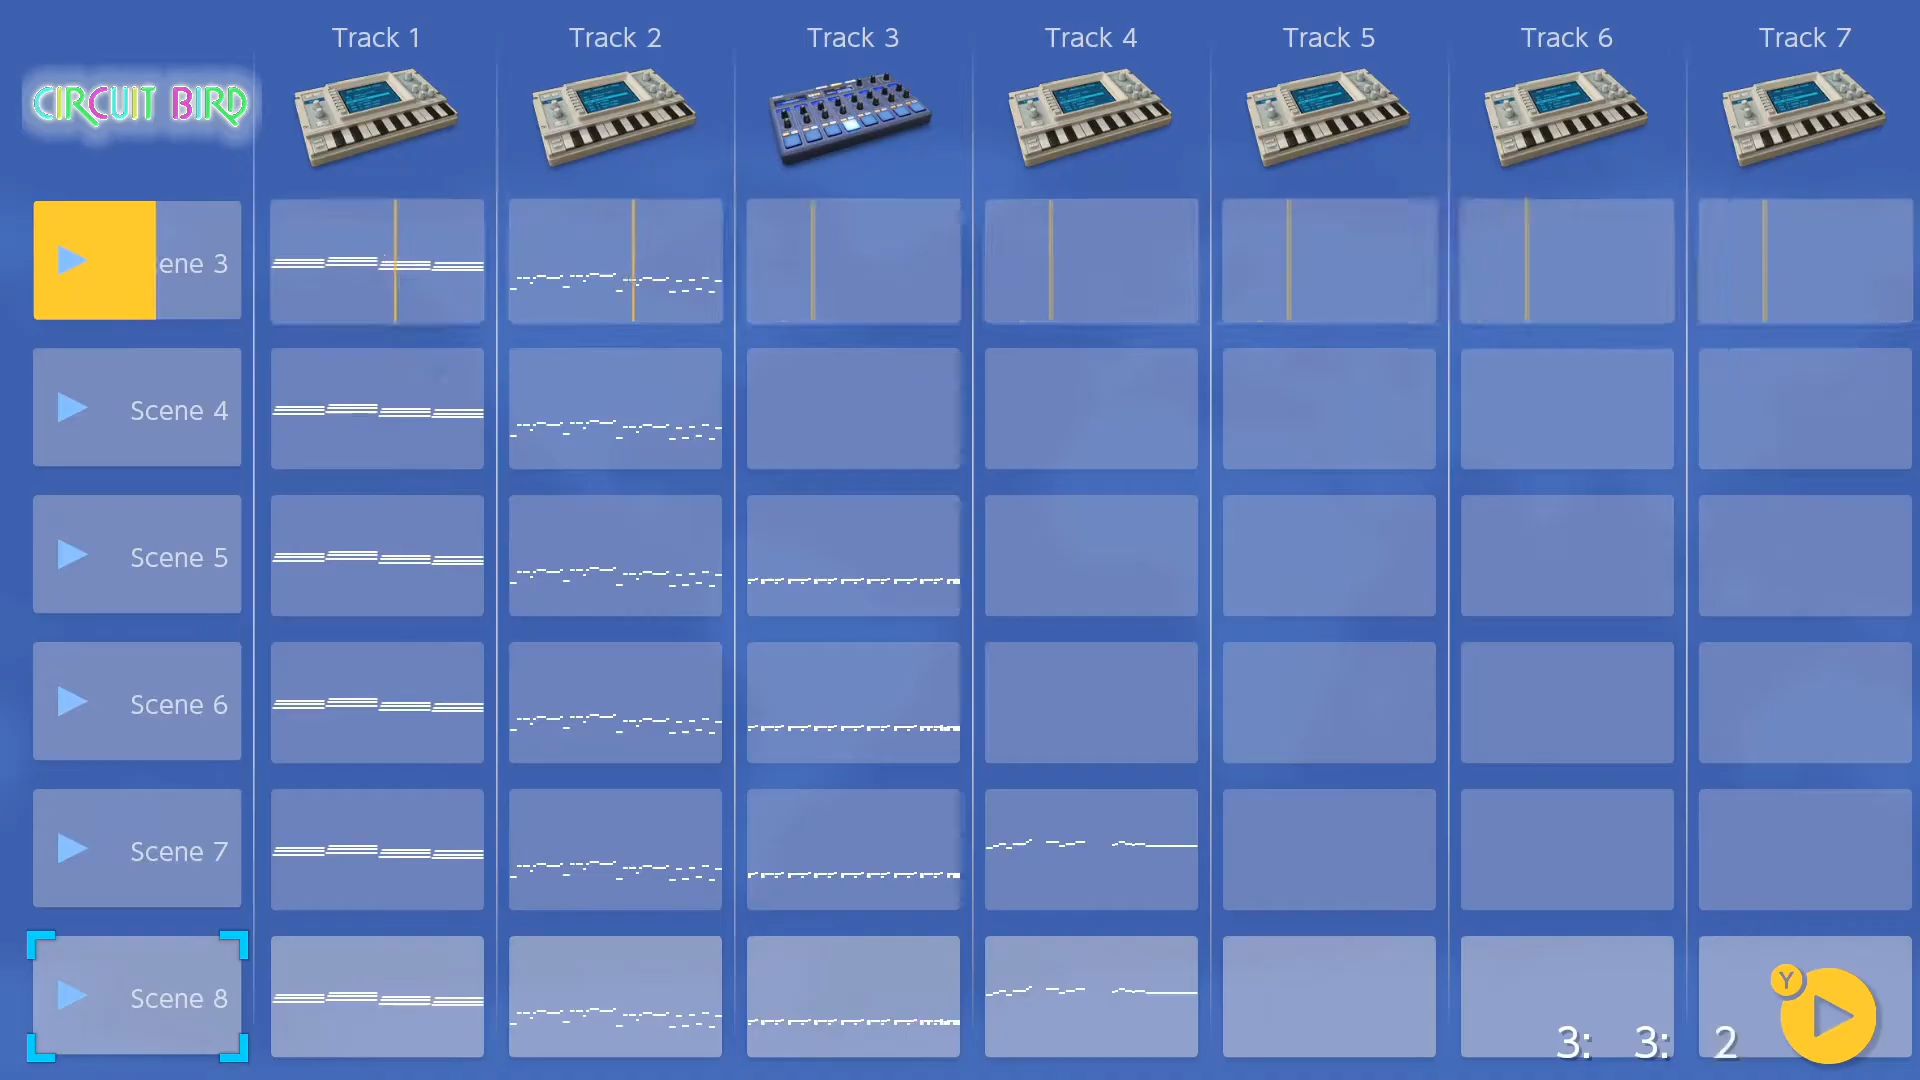 Track 1
Track 2
Track 3
Track 4
Track 5
Track 6
Track 7
CIRCUIT BIRD
ene 3
Scene 4
Scene 5
Scene 6
Scene 7
Scene 8
Y
3: 3: 2